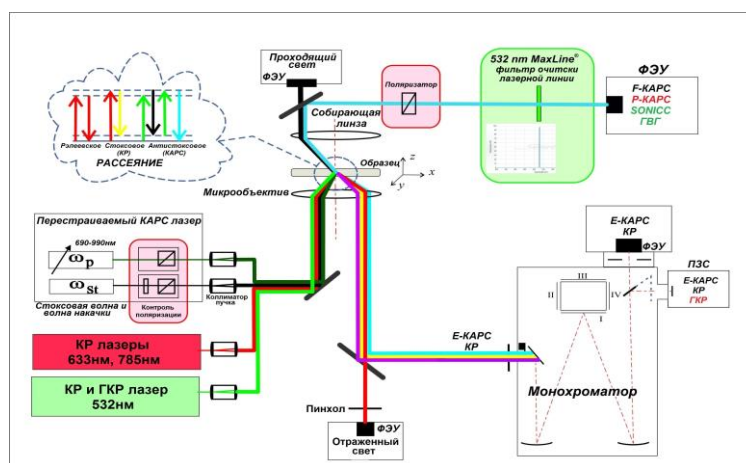 Проходящий
свет
ФЭУ
Поляризатор
532 nm MaxLine®
фильтр очитски
лазерной линии
ФЭУ
F-КАРС
P-КАРС
SONICC
ГВГ
Собирающая
линза
Рэлеевское Стоксовое Антистоксовое
(КР) (КАРС)
РАССЕЯНИЕ
Образец
z
x
y
Микрообъектив
Перестраиваемый КАРС лазер
690-990нм
ωp
ωSt
Стоксовая волна и
волна накачки
Контроль
поляризации
Коллиматор
пучка
КР лазеры
633нм, 785нм
КР и ГКР лазер
532нм
Пинхол
ФЭУ
Отраженный
свет
E-КАРС
КР
E-КАРС
КР
ФЭУ
ПЗС
E-КАРС
КР
ГКР
III
II
IV
I
Монохроматор